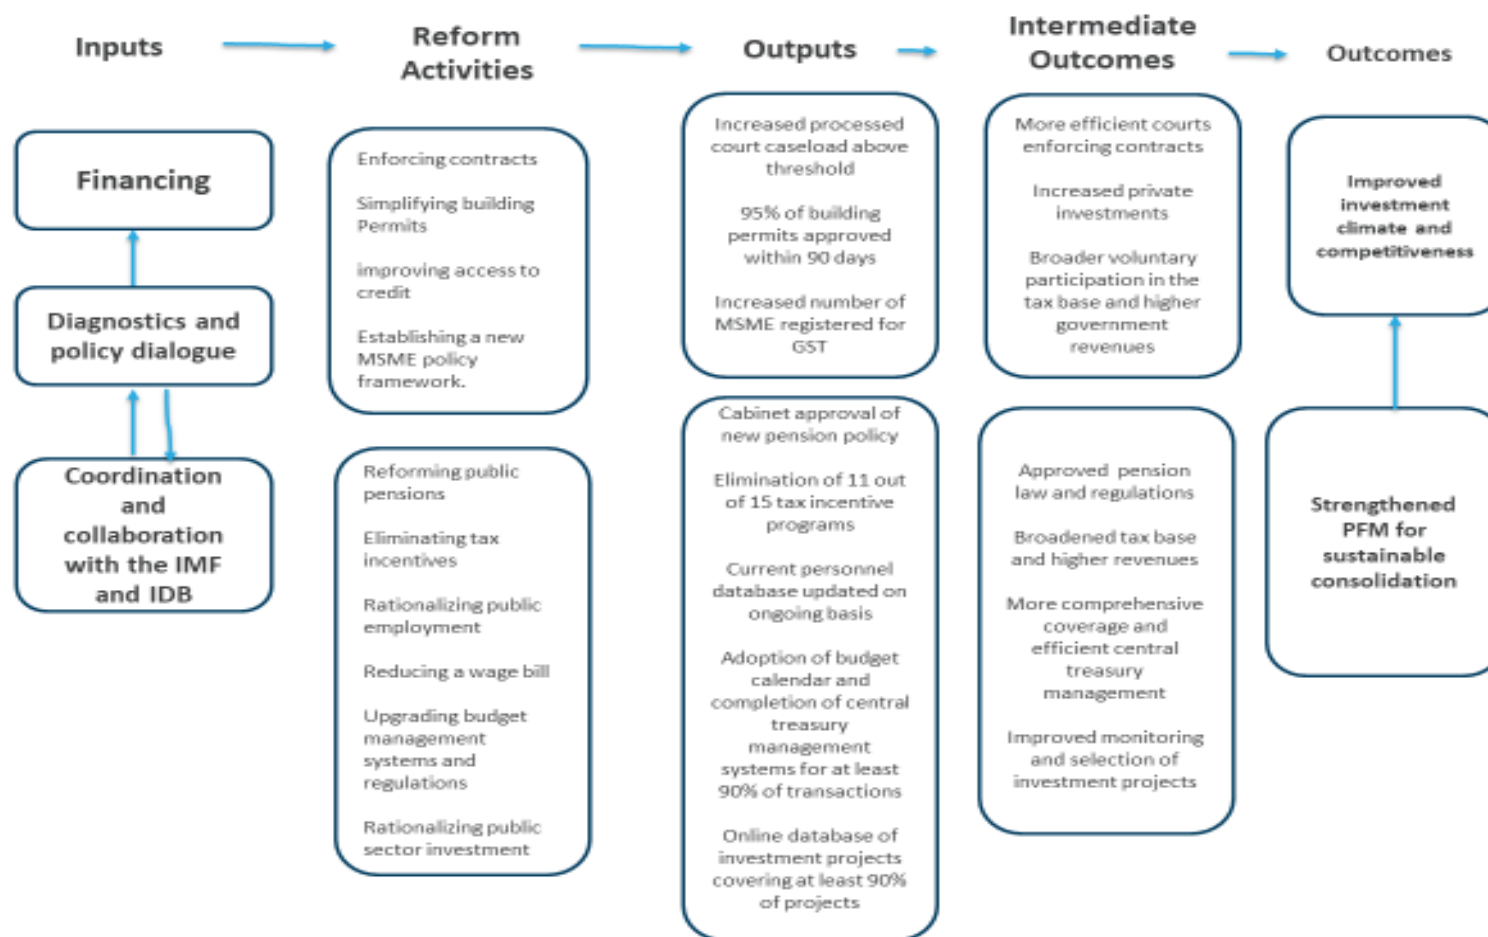 Inputs
Reform
Activities
Outputs
Intermediate
Outcomes
Outcomes
Financing
Diagnostics and
policy dialogue
Coordination
and
collaboration
with the IMF
and IDB
Enforcing contracts
Simplifying building
Permits
improving access to
credit
Establishing a new
MSME policy
framework.
Reforming public
pensions
Eliminating tax
incentives
Rationalizing public
employment
Reducing a wage bill
Upgrading budget
management
systems and
regulations
Rationalizing public
sector investment
Increased processed
court caseload above
threshold
95% of building
permits approved
within 90 days
Increased number of
MSME registered for
GST
Cabinet approval of
new pension policy
Elimination of 11 out
of 15 tax incentive
programs
Current personnel
database updated on
ongoing basis
Adoption of budget
calendar and
completion of central
treasury
management
systems for at least
90% of transactions
Online database of
investment projects
covering at least 90%
of projects
More efficient courts
enforcing contracts
Increased private
investments
Broader voluntary
participation in the
tax base and higher
government
revenues
Approved pension
law and regulations
Broadened tax base
and higher revenues
More comprehensive
coverage and
efficient central
treasury
management
Improved monitoring
and selection of
investment projects
Improved
investment
climate and
competitiveness
Strengthened
PFM for
sustainable
consolidation